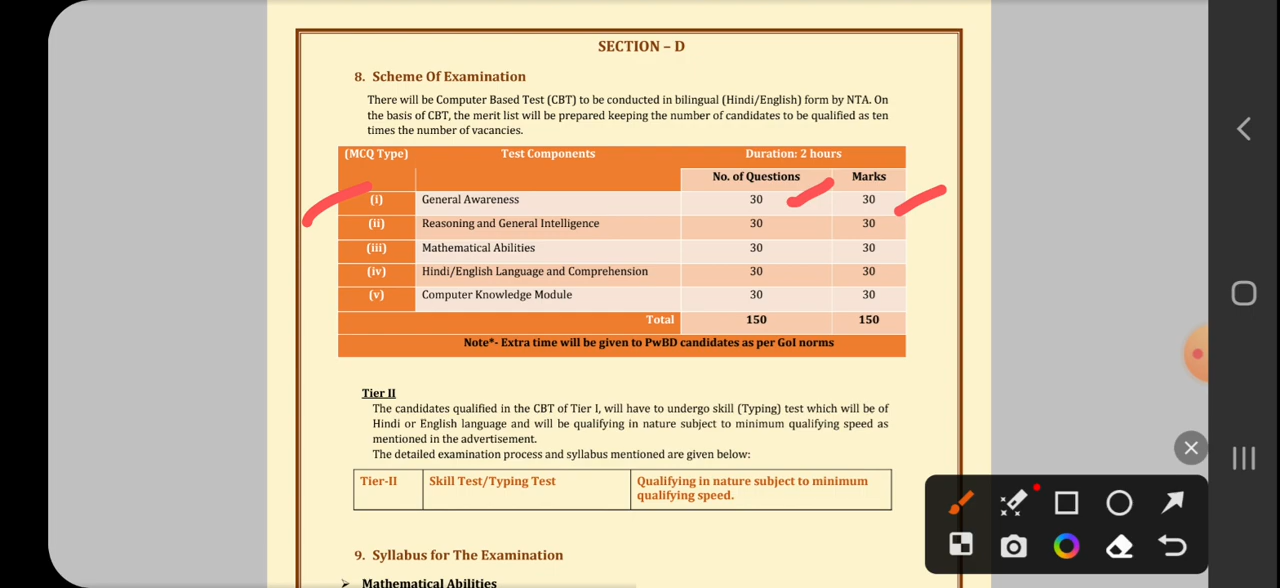 SECTION – D
8. Scheme Of Examination
There will be Computer Based Test (CBT) to be conducted in bilingual (Hindi/English) form by NTA. On
the basis of CBT, the merit list will be prepared keeping the number of candidates to be qualified as ten
times the number of vacancies.
(MCQ Type) Test Components Duration: 2 hours
No. of Questions Marks
(i) General Awareness 30 30
(ii) Reasoning and General Intelligence 30 30
(iii) Mathematical Abilities 30 30
(iv) Hindi/English Language and Comprehension 30 30
(v) Computer Knowledge Module 30 30
Total 150 150
Note*- Extra time will be given to PwBD candidates as per GoI norms
Tier II
The candidates qualified in the CBT of Tier I, will have to undergo skill (Typing) test which will be of
Hindi or English language and will be qualifying in nature subject to minimum qualifying speed as
mentioned in the advertisement.
The detailed examination process and syllabus mentioned are given below:
Tier-II Skill Test/Typing Test Qualifying in nature subject to minimum
qualifying speed.
9. Syllabus for The Examination
➢ Mathematical Abilities